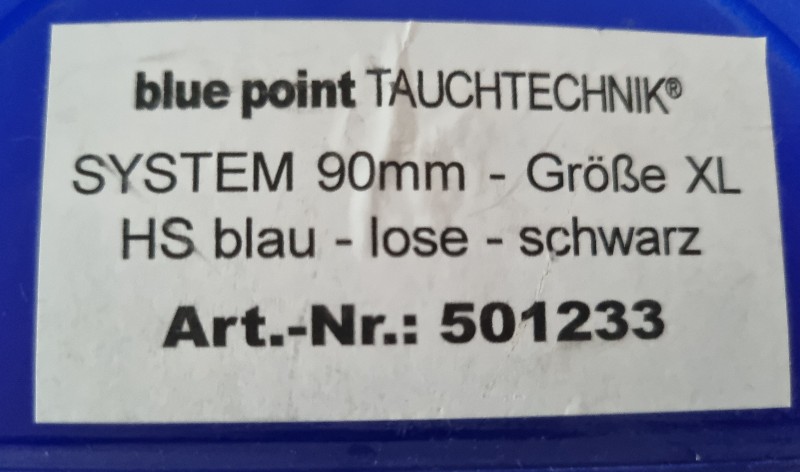 blue point TAUCHTECHNIK®
SYSTEM 90mm - Größe XL
HS blau - lose - schwarz
Art.-Nr.: 501233